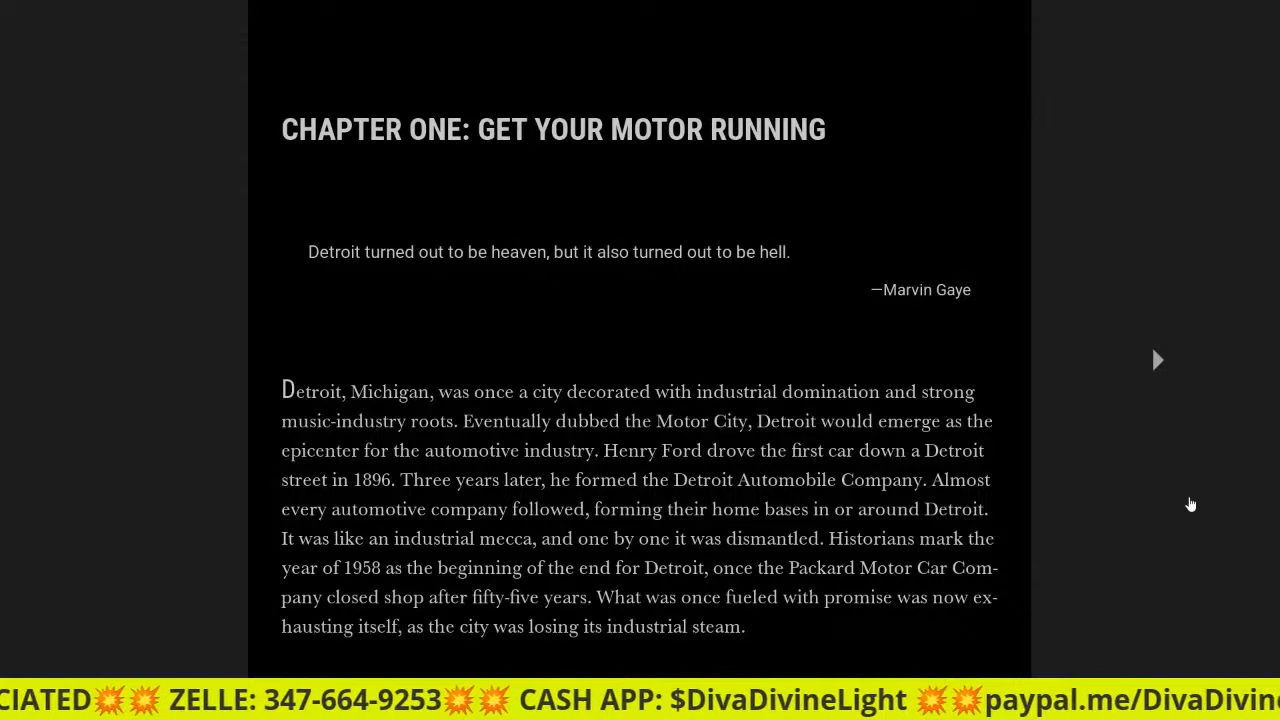 CHAPTER ONE: GET YOUR MOTOR RUNNING
Detroit turned out to be heaven, but it also turned out to be hell.
—Marvin Gaye
Detroit, Michigan, was once a city decorated with industrial domination and strong
music-industry roots. Eventually dubbed the Motor City, Detroit would emerge as the
epicenter for the automotive industry. Henry Ford drove the first car down a Detroit
street in 1896. Three years later, he formed the Detroit Automobile Company. Almost
every automotive company followed, forming their home bases in or around Detroit.
It was like an industrial mecca, and one by one it was dismantled. Historians mark the
year of 1958 as the beginning of the end for Detroit, once the Packard Motor Car Com-
pany closed shop after fifty-five years. What was once fueled with promise was now ex-
hausting itself, as the city was losing its industrial steam.
CIATED💥💥 ZELLE: 347-664-9253💥💥 CASH APP: $DivaDivineLight 💥💥paypal.me/DivaDivin